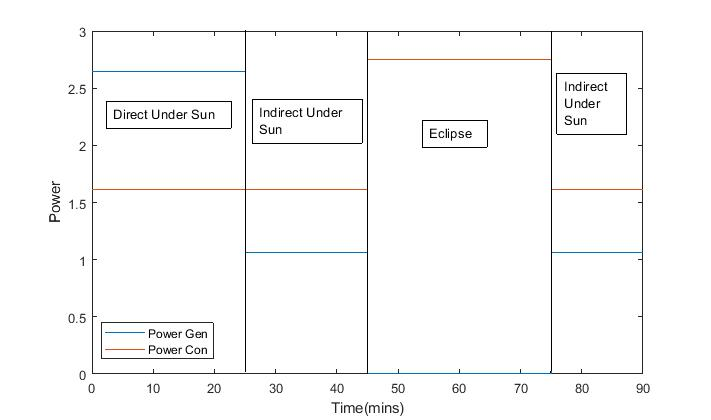 3
2.5
2
1.5
1
0.5
0
Power
Direct Under Sun
Indirect Under
Sun
Eclipse
Indirect
Under
Sun
Power Gen
Power Con
0 10 20 30 40 50 60 70 80 90
Time(mins)